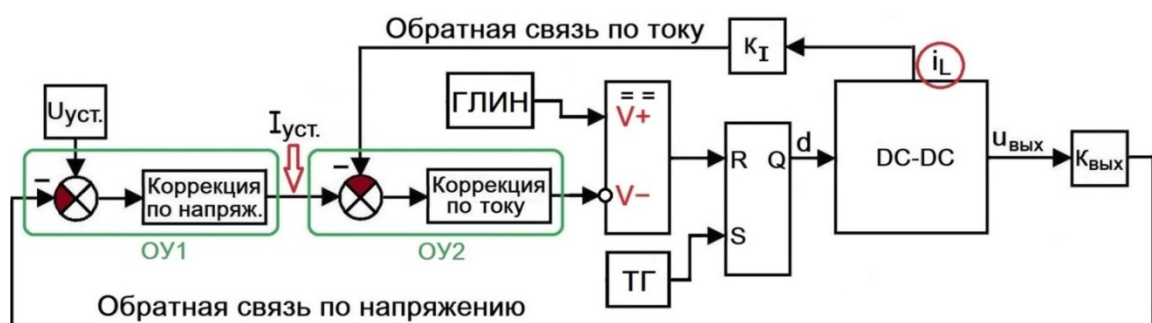 Обратная связь по току
K_I
i_L
U_уст.
ГЛИН
= =
V+
I_уст.
–
R Q
d
DC-DC
u_вых
K_вых
–
Коррекция
по напряж.
Коррекция
по току
V–
S
ОУ1
ОУ2
ТГ
Обратная связь по напряжению